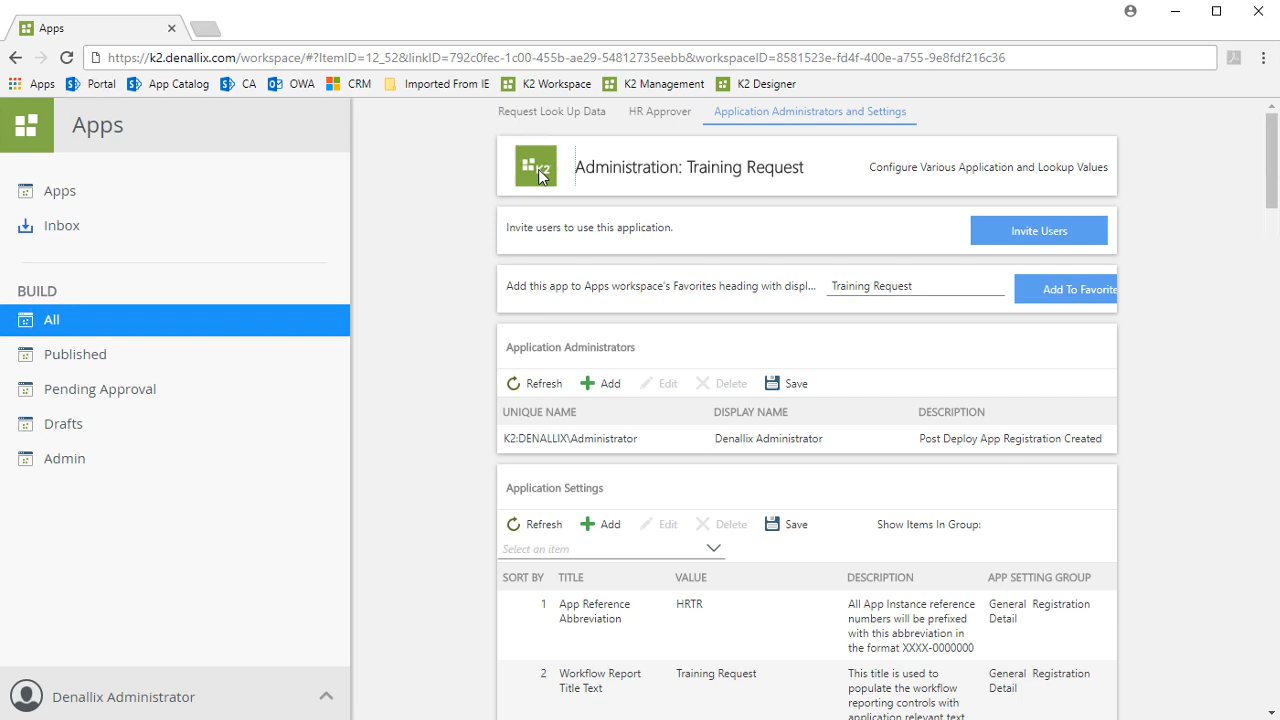 Apps
https://k2.denallix.com/workspace/#?ItemID=12_52&linkID=792c0fec-1c00-455b-ae29-54812735eebb&workspaceID=8581523e-fd4f-400e-a755-9e8fdf216c36
Apps Portal App Catalog CA OWA CRM Imported From IE K2 Workspace K2 Management K2 Designer
Apps
Apps
Inbox
BUILD
All
Published
Pending Approval
Drafts
Admin
Denallix Administrator
Request Look Up Data HR Approver Application Administrators and Settings
K2
Administration: Training Request Configure Various Application and Lookup Values
Invite users to use this application. Invite Users
Add this app to Apps workspace's Favorites heading with displ... Training Request Add To Favorite
Application Administrators
Refresh Add Edit Delete Save
UNIQUE NAME DISPLAY NAME DESCRIPTION
K2:DENALLIX\Administrator Denallix Administrator Post Deploy App Registration Created
Application Settings
Refresh Add Edit Delete Save Show Items In Group:
Select an item
SORT BY TITLE VALUE DESCRIPTION APP SETTING GROUP
1 App Reference HRTR All App Instance reference General Registration
Abbreviation numbers will be prefixed Detail
with this abbreviation in
the format XXXX-0000000
2 Workflow Report Training Request This title is used to General Registration
Title Text populate the workflow Detail
reporting controls with
application relevant text